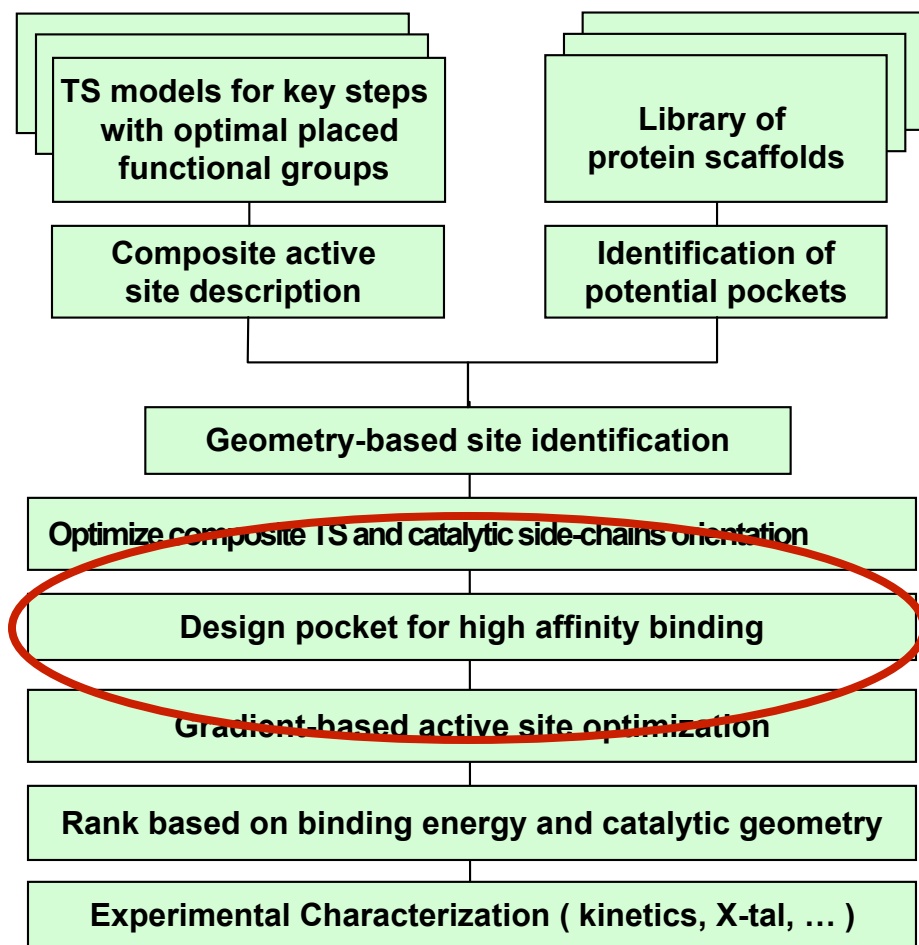 TS models for key steps
with optimal placed
functional groups
Library of
protein scaffolds
Composite active
site description
Identification of
potential pockets
Geometry-based site identification
Optimize composite TS and catalytic side-chains orientation
Design pocket for high affinity binding
Gradient-based active site optimization
Rank based on binding energy and catalytic geometry
Experimental Characterization ( kinetics, X-tal, … )